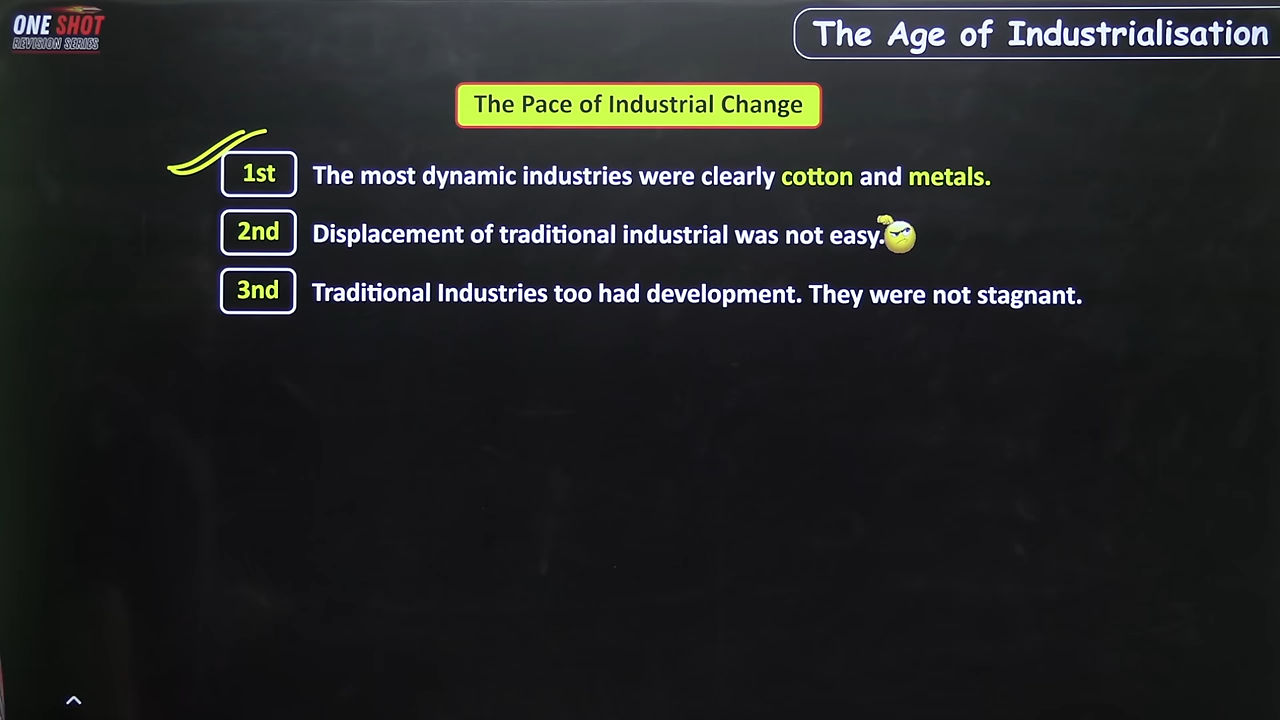 ONE SHOT
REVISION SERIES
The Age of Industrialisation
The Pace of Industrial Change
1st The most dynamic industries were clearly cotton and metals.
2nd Displacement of traditional industrial was not easy.
3nd Traditional Industries too had development. They were not stagnant.